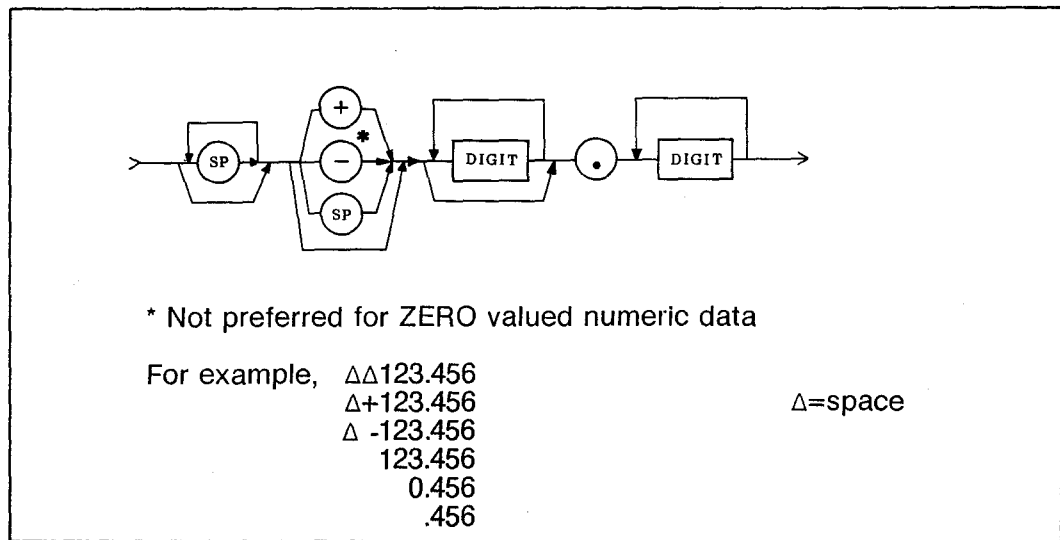 +
*
SP
−
DIGIT
.
DIGIT
SP
* Not preferred for ZERO valued numeric data
For example, ΔΔ123.456
Δ+123.456
Δ=space
Δ -123.456
123.456
0.456
.456